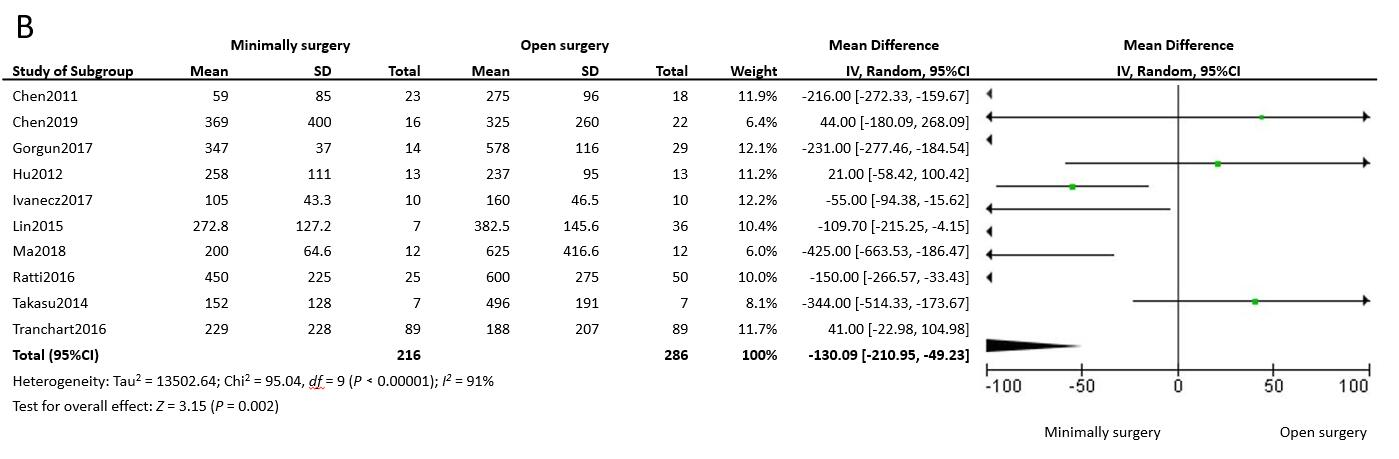 B
Minimally surgery Open surgery Mean Difference Mean Difference
Study of Subgroup Mean SD Total Mean SD Total Weight IV, Random, 95%CI IV, Random, 95%CI
Chen2011 59 85 23 275 96 18 11.9% -216.00 [-272.33, -159.67]
Chen2019 369 400 16 325 260 22 6.4% 44.00 [-180.09, 268.09]
Gorgun2017 347 37 14 578 116 29 12.1% -231.00 [-277.46, -184.54]
Hu2012 258 111 13 237 95 13 11.2% 21.00 [-58.42, 100.42]
Ivanecz2017 105 43.3 10 160 46.5 10 12.2% -55.00 [-94.38, -15.62]
Lin2015 272.8 127.2 7 382.5 145.6 36 10.4% -109.70 [-215.25, -4.15]
Ma2018 200 64.6 12 625 416.6 12 6.0% -425.00 [-663.53, -186.47]
Ratti2016 450 225 25 600 275 50 10.0% -150.00 [-266.57, -33.43]
Takasu2014 152 128 7 496 191 7 8.1% -344.00 [-514.33, -173.67]
Tranchart2016 229 228 89 188 207 89 11.7% 41.00 [-22.98, 104.98]
Total (95%CI) 216 286 100% -130.09 [-210.95, -49.23]
Heterogeneity: Tau² = 13502.64; Chi² = 95.04, df = 9 (P < 0.00001); I² = 91%
Test for overall effect: Z = 3.15 (P = 0.002)
-100 -50 0 50 100
Minimally surgery Open surgery